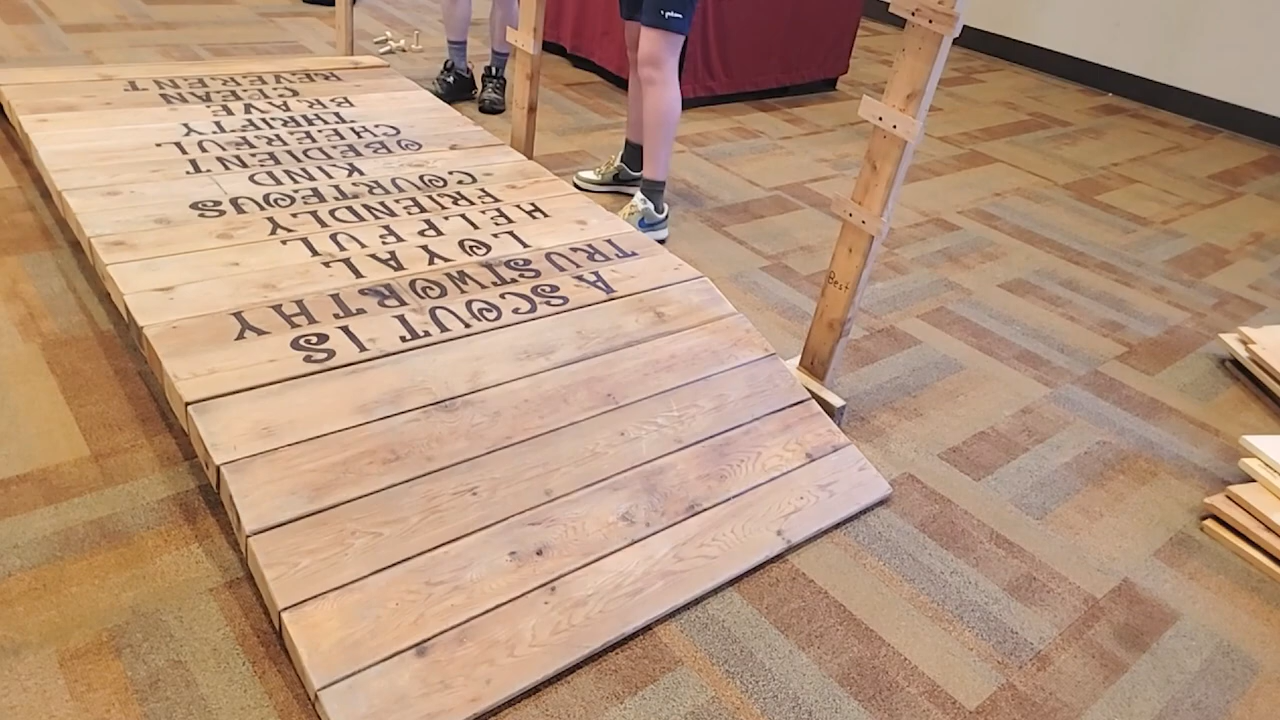 A SCOUT IS
TRUSTWORTHY
LOYAL
HELPFUL
FRIENDLY
COURTEOUS
KIND
OBEDIENT
CHEERFUL
THRIFTY
BRAVE
CLEAN
REVERENT
Best